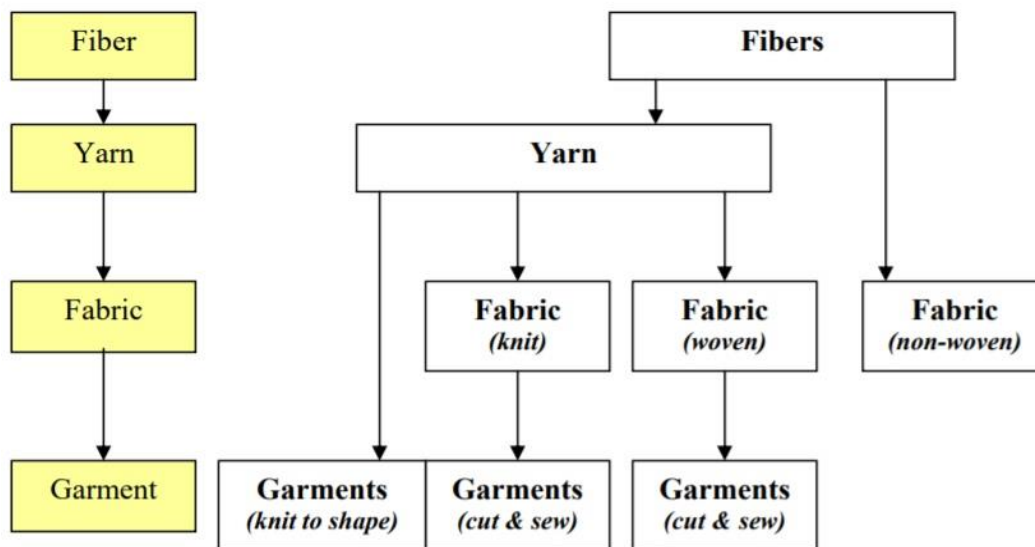 Fiber
Fibers
Yarn
Yarn
Fabric
Fabric
(knit)
Fabric
(woven)
Fabric
(non-woven)
Garment
Garments
(knit to shape)
Garments
(cut & sew)
Garments
(cut & sew)